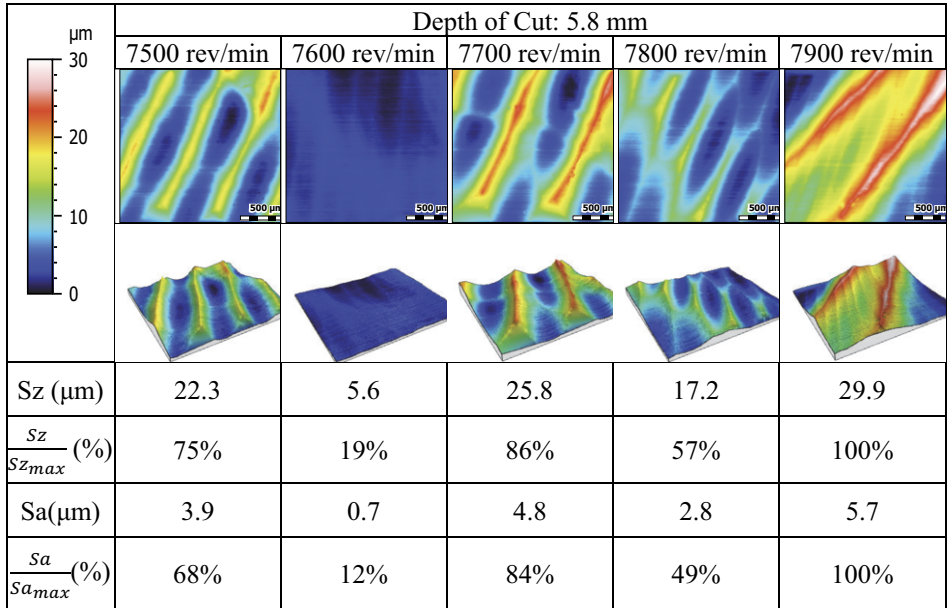 Depth of Cut: 5.8 mm
7500 rev/min 7600 rev/min 7700 rev/min 7800 rev/min 7900 rev/min
µm
30
20
10
0
500 µm 500 µm 500 µm 500 µm 500 µm
Sz (µm) 22.3 5.6 25.8 17.2 29.9
Sz/Sz_max (%) 75% 19% 86% 57% 100%
Sa(µm) 3.9 0.7 4.8 2.8 5.7
Sa/Sa_max (%) 68% 12% 84% 49% 100%